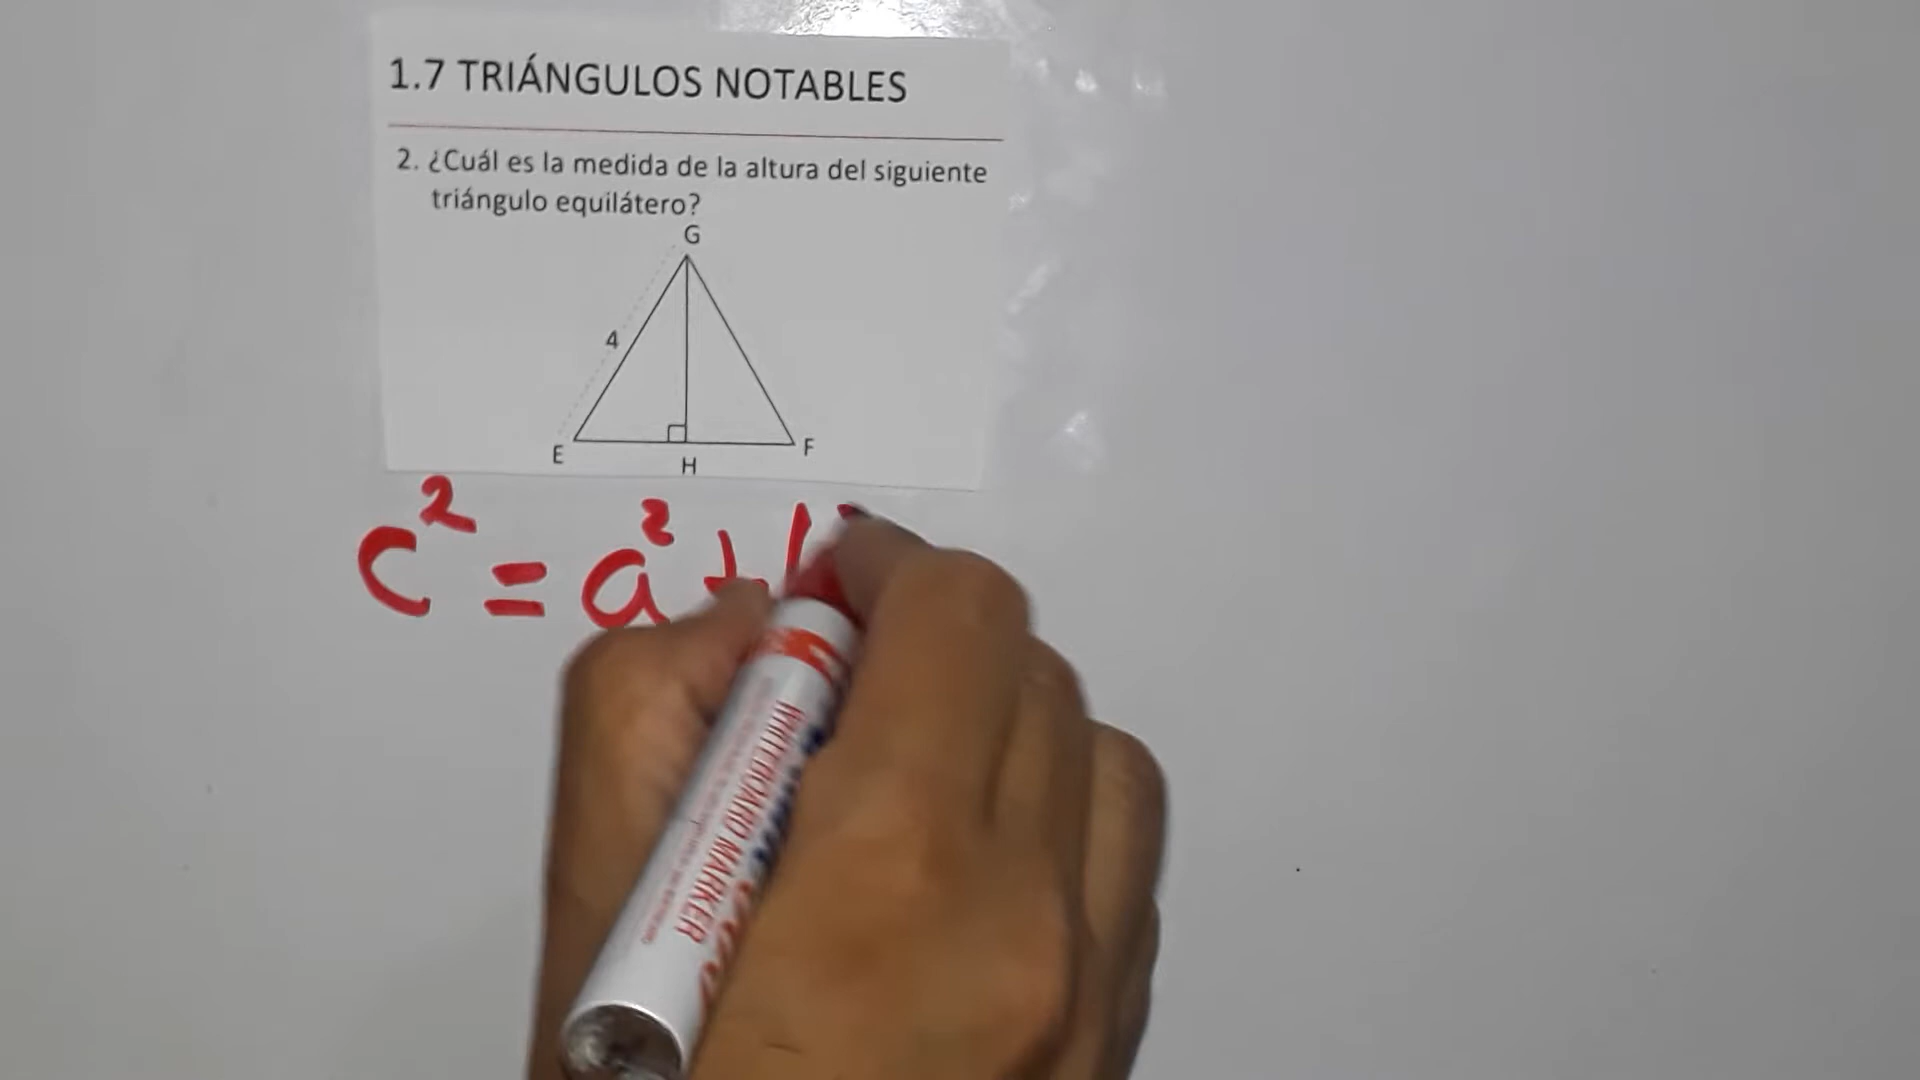 1.7 TRIÁNGULOS NOTABLES
2. ¿Cuál es la medida de la altura del siguiente
triángulo equilátero?
G
4
E
F
H
c² = a² +
WHITEBOARD MARKER